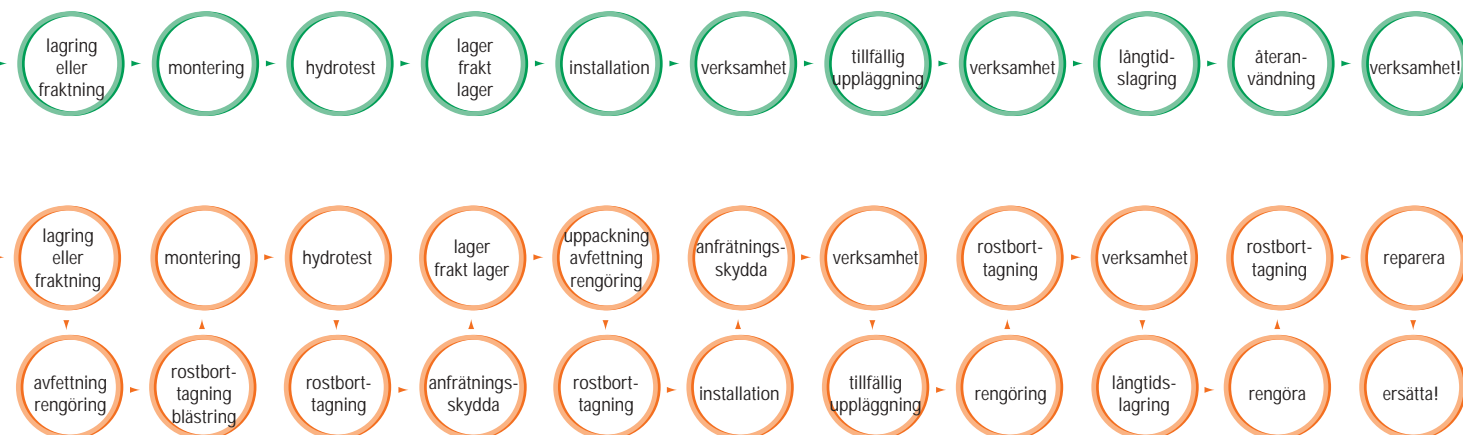 lagring
eller
fraktning
montering
hydrotest
lager
frakt
lager
installation
verksamhet
tillfällig
uppläggning
verksamhet
långtid-
slagring
återan-
vändning
verksamhet!
lagring
eller
fraktning
montering
hydrotest
lager
frakt lager
uppackning
avfettning
rengöring
anfrätnings-
skydda
verksamhet
rostbort-
tagning
verksamhet
rostbort-
tagning
reparera
avfettning
rengöring
rostbort-
tagning
blästring
rostbort-
tagning
anfrätnings-
skydda
rostbort-
tagning
installation
tillfällig
uppläggning
rengöring
långtids-
lagring
rengöra
ersätta!